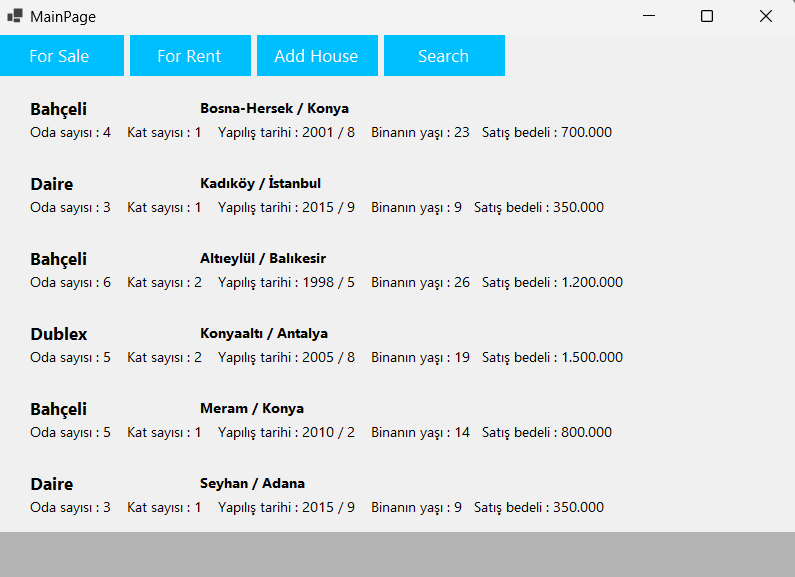 MainPage
For Sale For Rent Add House Search
Bahçeli Bosna-Hersek / Konya
Oda sayısı : 4 Kat sayısı : 1 Yapılış tarihi : 2001 / 8 Binanın yaşı : 23 Satış bedeli : 700.000
Daire Kadıköy / İstanbul
Oda sayısı : 3 Kat sayısı : 1 Yapılış tarihi : 2015 / 9 Binanın yaşı : 9 Satış bedeli : 350.000
Bahçeli Altıeylül / Balıkesir
Oda sayısı : 6 Kat sayısı : 2 Yapılış tarihi : 1998 / 5 Binanın yaşı : 26 Satış bedeli : 1.200.000
Dublex Konyaaltı / Antalya
Oda sayısı : 5 Kat sayısı : 2 Yapılış tarihi : 2005 / 8 Binanın yaşı : 19 Satış bedeli : 1.500.000
Bahçeli Meram / Konya
Oda sayısı : 5 Kat sayısı : 1 Yapılış tarihi : 2010 / 2 Binanın yaşı : 14 Satış bedeli : 800.000
Daire Seyhan / Adana
Oda sayısı : 3 Kat sayısı : 1 Yapılış tarihi : 2015 / 9 Binanın yaşı : 9 Satış bedeli : 350.000